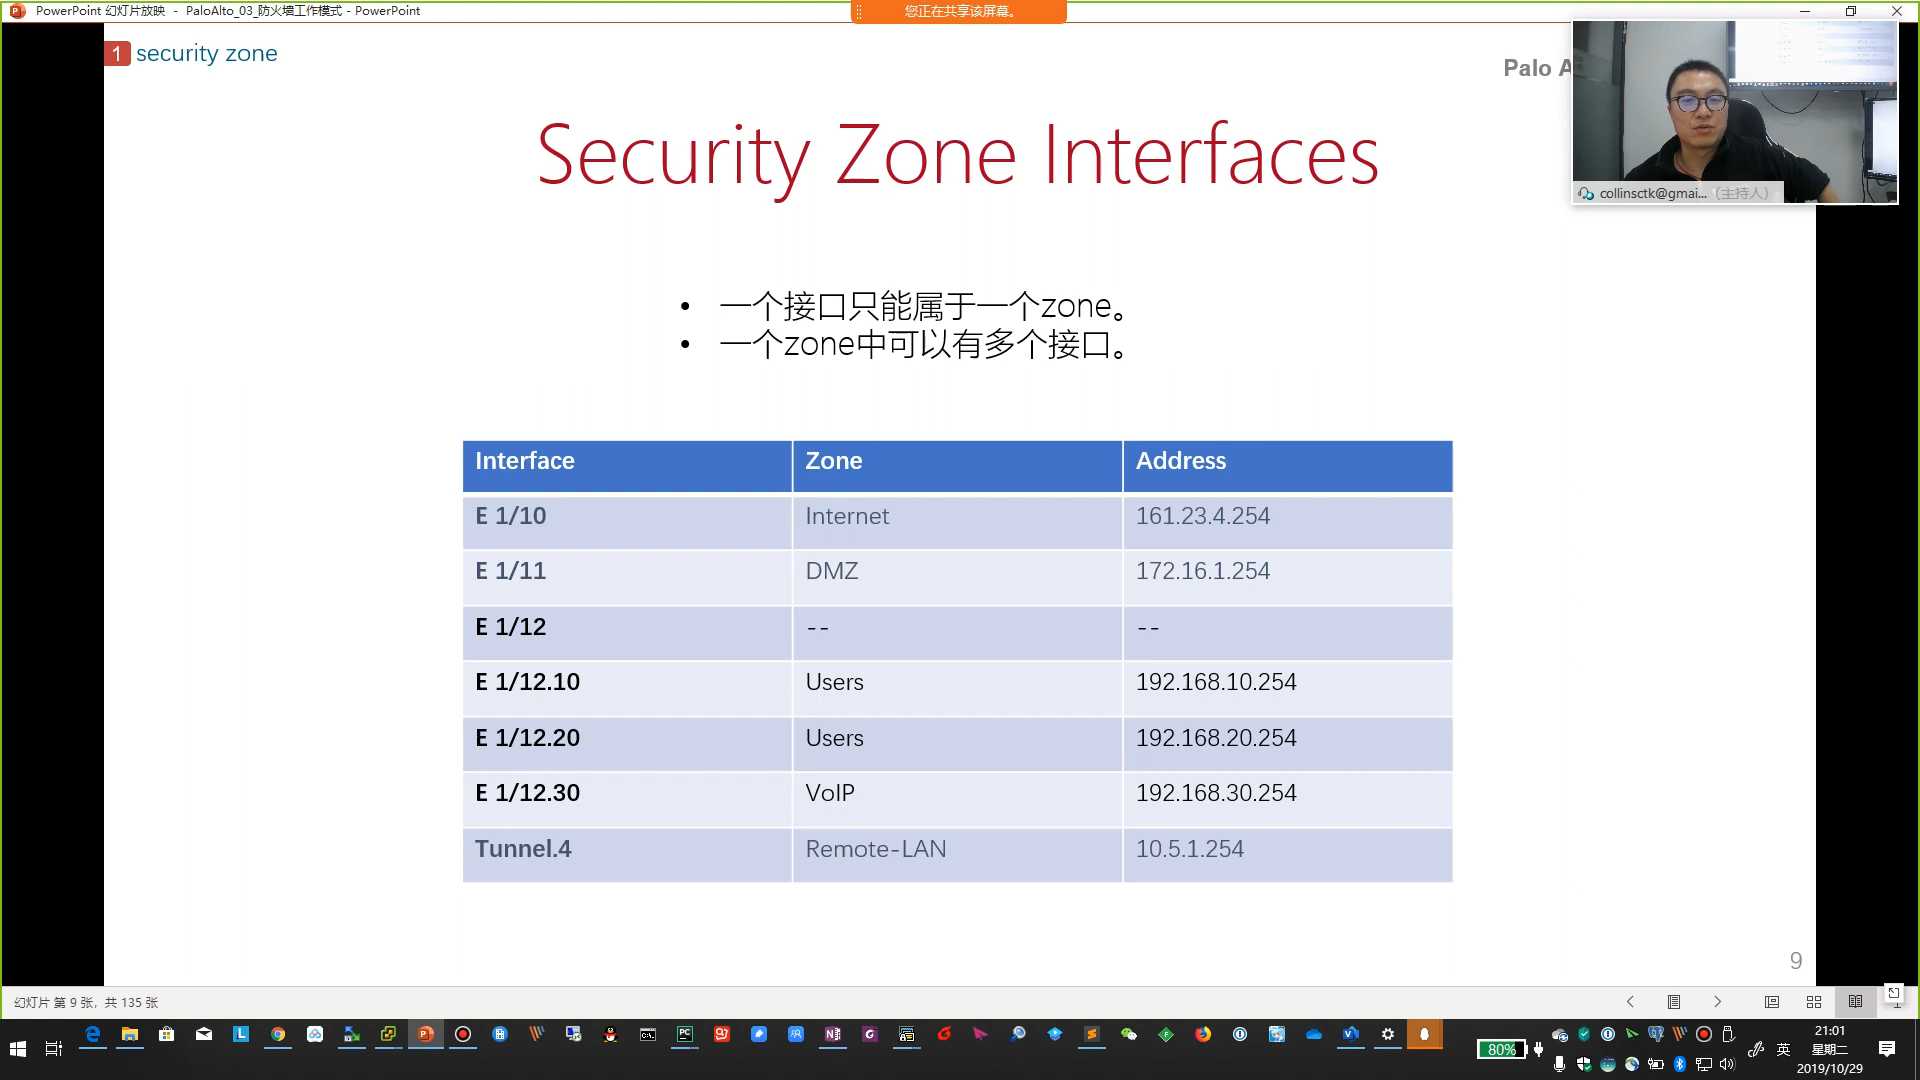 PowerPoint 幻灯片放映 - PaloAlto_03_防火墙工作模式 - PowerPoint
您正在共享该屏幕。
1 security zone
Palo A
collinsctk@gmai... （主持人）
Security Zone Interfaces
• 一个接口只能属于一个zone。
• 一个zone中可以有多个接口。
Interface Zone Address
E 1/10 Internet 161.23.4.254
E 1/11 DMZ 172.16.1.254
E 1/12 -- --
E 1/12.10 Users 192.168.10.254
E 1/12.20 Users 192.168.20.254
E 1/12.30 VoIP 192.168.30.254
Tunnel.4 Remote-LAN 10.5.1.254
9
幻灯片 第 9 张，共 135 张
80%
英
21:01
星期二
2019/10/29